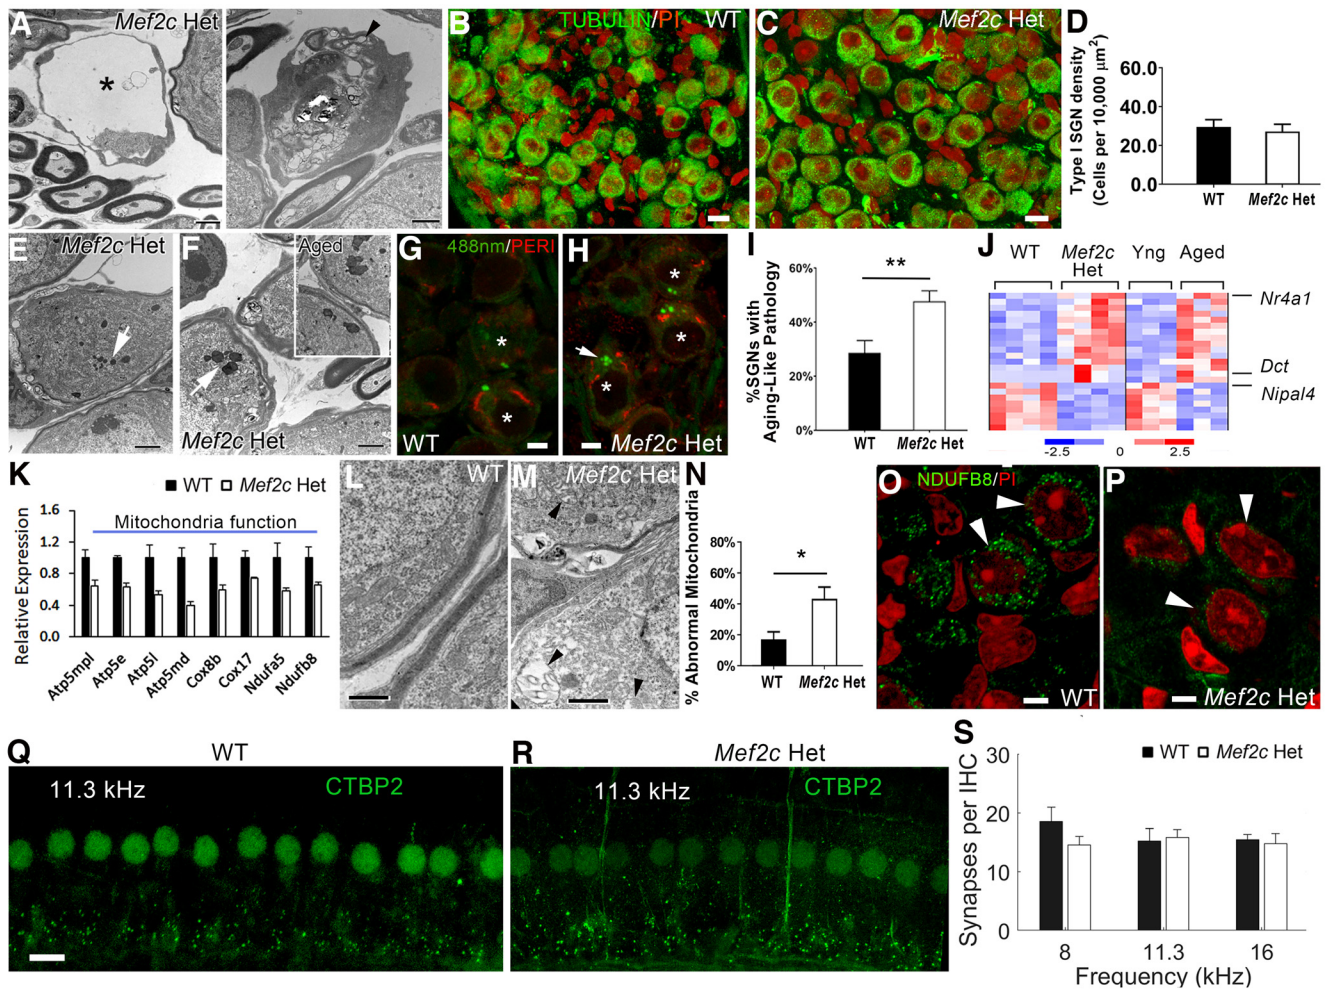 A
Mef2c Het
B
TUBULIN/PI
WT
C
Mef2c Het
D
Type I SGN density
(Cells per 10,000 µm2)
60.0
40.0
20.0
0.0
WT
Mef2c Het
E
Mef2c Het
F
Aged
Mef2c Het
G
488nm/PERI
WT
H
Mef2c Het
I
%SGNs with
Aging-Like Pathology
60%
40%
20%
0%
**
WT
Mef2c Het
J
WT
Mef2c
Het
Yng
Aged
Nr4a1
Dct
Nipal4
-2.5
0
2.5
K
WT
Mef2c Het
Mitochondria function
Relative Expression
1.6
1.2
0.8
0.4
0.0
Atp5mpl
Atp5e
Atp5l
Atp5md
Cox8b
Cox17
Ndufa5
Ndufb8
L
WT
M
Mef2c Het
N
% Abnormal Mitochondria
80%
60%
40%
20%
0%
*
WT
Mef2c Het
O
NDUFB8/PI
WT
P
Mef2c Het
Q
WT
11.3 kHz
CTBP2
R
Mef2c Het
11.3 kHz
CTBP2
S
WT
Mef2c Het
Synapses per IHC
30
20
10
0
8
11.3
16
Frequency (kHz)